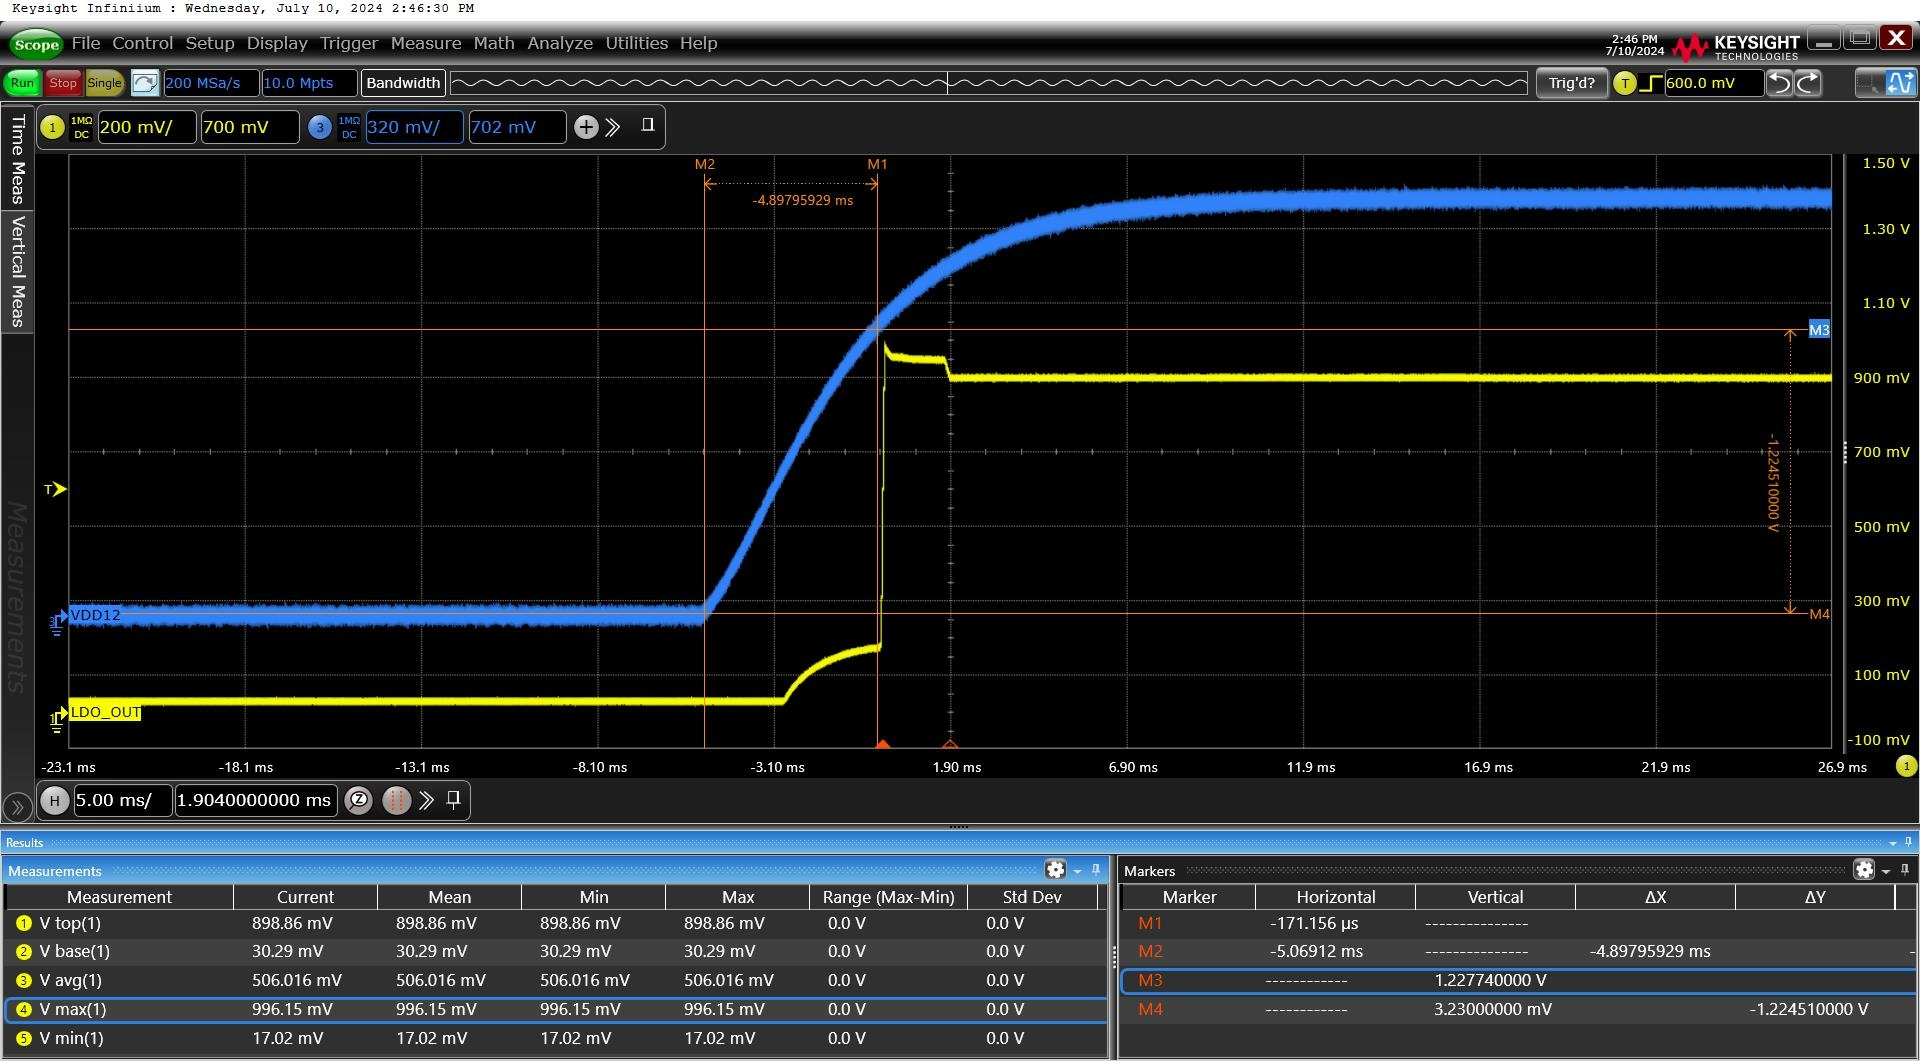 Keysight Infiniium : Wednesday, July 10, 2024 2:46:30 PM
Scope File Control Setup Display Trigger Measure Math Analyze Utilities Help
2:46 PM
7/10/2024
KEYSIGHT
TECHNOLOGIES
Run Stop Single 200 MSa/s 10.0 Mpts Bandwidth Trig'd? T 600.0 mV
1 1MΩ DC 200 mV/ 700 mV 3 1MΩ DC 320 mV/ 702 mV
Time Meas
Vertical Meas
Measurements
M2 M1
-4.89795929 ms
1.50 V
1.30 V
1.10 V
M3
900 mV
700 mV
-1.224510000 V
T
500 mV
300 mV
3 VDD12
M4
100 mV
1 LDO_OUT
-100 mV
-23.1 ms -18.1 ms -13.1 ms -8.10 ms -3.10 ms 1.90 ms 6.90 ms 11.9 ms 16.9 ms 21.9 ms 26.9 ms 1
H 5.00 ms/ 1.9040000000 ms Z
Results
Measurements
Measurement Current Mean Min Max Range (Max-Min) Std Dev
1 V top(1) 898.86 mV 898.86 mV 898.86 mV 898.86 mV 0.0 V 0.0 V
2 V base(1) 30.29 mV 30.29 mV 30.29 mV 30.29 mV 0.0 V 0.0 V
3 V avg(1) 506.016 mV 506.016 mV 506.016 mV 506.016 mV 0.0 V 0.0 V
4 V max(1) 996.15 mV 996.15 mV 996.15 mV 996.15 mV 0.0 V 0.0 V
5 V min(1) 17.02 mV 17.02 mV 17.02 mV 17.02 mV 0.0 V 0.0 V
Markers
Marker Horizontal Vertical ΔX ΔY
M1 -171.156 µs ---------------
M2 -5.06912 ms --------------- -4.89795929 ms -
M3 ------------ 1.227740000 V
M4 ------------ 3.23000000 mV -1.224510000 V